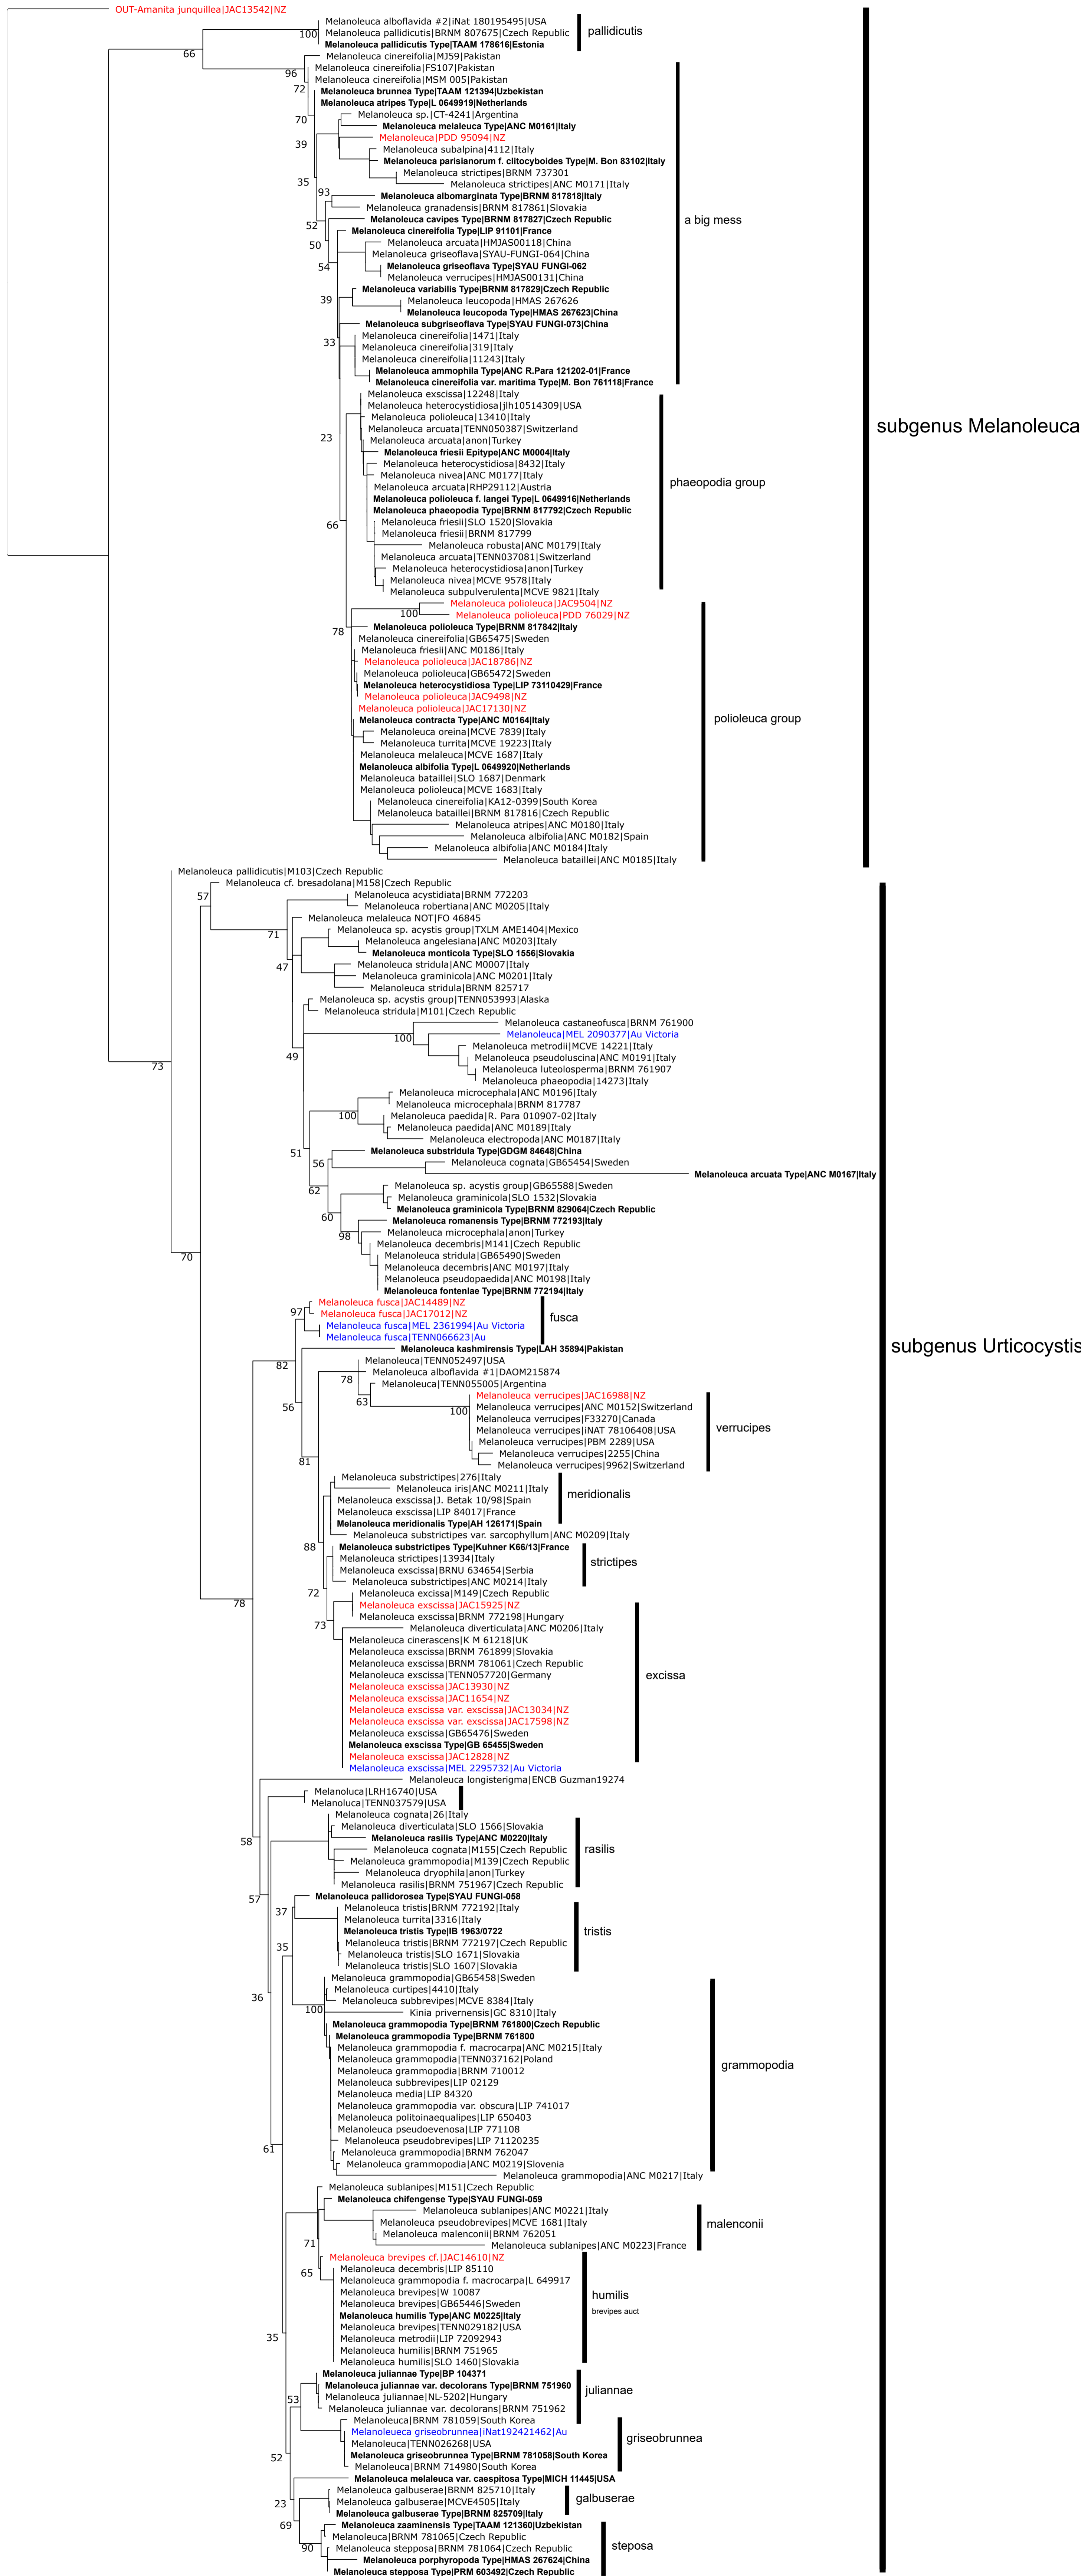 OUT-Amanita junquillea|JAC13542|NZ
Melanoleuca alboflavida #2|iNat 180195495|USA
Melanoleuca pallidicutis|BRNM 807675|Czech Republic
100
pallidicutis
Melanoleuca pallidicutis Type|TAAM 178616|Estonia
66
Melanoleuca cinereifolia|MJ59|Pakistan
Melanoleuca cinereifolia|FS107|Pakistan
96
Melanoleuca cinereifolia|MSM 005|Pakistan
72
Melanoleuca brunnea Type|TAAM 121394|Uzbekistan
Melanoleuca atripes Type|L 0649919|Netherlands
Melanoleuca sp.|CT-4241|Argentina
70
Melanoleuca melaleuca Type|ANC M0161|Italy
Melanoleuca|PDD 95094|NZ
39
Melanoleuca subalpina|4112|Italy
Melanoleuca parisianorum f. clitocyboides Type|M. Bon 83102|Italy
Melanoleuca strictipes|BRNM 737301
35
Melanoleuca strictipes|ANC M0171|Italy
93
Melanoleuca albomarginata Type|BRNM 817818|Italy
Melanoleuca granadensis|BRNM 817861|Slovakia
Melanoleuca cavipes Type|BRNM 817827|Czech Republic
a big mess
52
Melanoleuca cinereifolia Type|LIP 91101|France
Melanoleuca arcuata|HMJAS00118|China
50
Melanoleuca griseoflava|SYAU-FUNGI-064|China
54
Melanoleuca griseoflava Type|SYAU FUNGI-062
Melanoleuca verrucipes|HMJAS00131|China
Melanoleuca variabilis Type|BRNM 817829|Czech Republic
39
Melanoleuca leucopoda|HMAS 267626
Melanoleuca leucopoda Type|HMAS 267623|China
Melanoleuca subgriseoflava Type|SYAU FUNGI-073|China
Melanoleuca cinereifolia|1471|Italy
33
Melanoleuca cinereifolia|319|Italy
Melanoleuca cinereifolia|11243|Italy
Melanoleuca ammophila Type|ANC R.Para 121202-01|France
Melanoleuca cinereifolia var. maritima Type|M. Bon 761118|France
Melanoleuca exscissa|12248|Italy
Melanoleuca heterocystidiosa|jlh10514309|USA
Melanoleuca polioleuca|13410|Italy
subgenus Melanoleuca
Melanoleuca arcuata|TENN050387|Switzerland
23
Melanoleuca arcuata|anon|Turkey
Melanoleuca friesii Epitype|ANC M0004|Italy
Melanoleuca heterocystidiosa|8432|Italy
Melanoleuca nivea|ANC M0177|Italy
phaeopodia group
Melanoleuca arcuata|RHP29112|Austria
Melanoleuca polioleuca f. langei Type|L 0649916|Netherlands
Melanoleuca phaeopodia Type|BRNM 817792|Czech Republic
66
Melanoleuca friesii|SLO 1520|Slovakia
Melanoleuca friesii|BRNM 817799
Melanoleuca robusta|ANC M0179|Italy
Melanoleuca arcuata|TENN037081|Switzerland
Melanoleuca heterocystidiosa|anon|Turkey
Melanoleuca nivea|MCVE 9578|Italy
Melanoleuca subpulverulenta|MCVE 9821|Italy
Melanoleuca polioleuca|JAC9504|NZ
100
Melanoleuca polioleuca|PDD 76029|NZ
78
Melanoleuca polioleuca Type|BRNM 817842|Italy
Melanoleuca cinereifolia|GB65475|Sweden
Melanoleuca friesii|ANC M0186|Italy
Melanoleuca polioleuca|JAC18786|NZ
Melanoleuca polioleuca|GB65472|Sweden
Melanoleuca heterocystidiosa Type|LIP 73110429|France
Melanoleuca polioleuca|JAC9498|NZ
Melanoleuca polioleuca|JAC17130|NZ
polioleuca group
Melanoleuca contracta Type|ANC M0164|Italy
Melanoleuca oreina|MCVE 7839|Italy
Melanoleuca turrita|MCVE 19223|Italy
Melanoleuca melaleuca|MCVE 1687|Italy
Melanoleuca albifolia Type|L 0649920|Netherlands
Melanoleuca bataillei|SLO 1687|Denmark
Melanoleuca polioleuca|MCVE 1683|Italy
Melanoleuca cinereifolia|KA12-0399|South Korea
Melanoleuca bataillei|BRNM 817816|Czech Republic
Melanoleuca atripes|ANC M0180|Italy
Melanoleuca albifolia|ANC M0182|Spain
Melanoleuca albifolia|ANC M0184|Italy
Melanoleuca bataillei|ANC M0185|Italy
Melanoleuca pallidicutis|M103|Czech Republic
Melanoleuca cf. bresadolana|M158|Czech Republic
57
Melanoleuca acystidiata|BRNM 772203
Melanoleuca robertiana|ANC M0205|Italy
Melanoleuca melaleuca NOT|FO 46845
71
Melanoleuca sp. acystis group|TXLM AME1404|Mexico
Melanoleuca angelesiana|ANC M0203|Italy
Melanoleuca monticola Type|SLO 1556|Slovakia
47
Melanoleuca stridula|ANC M0007|Italy
Melanoleuca graminicola|ANC M0201|Italy
Melanoleuca stridula|BRNM 825717
Melanoleuca sp. acystis group|TENN053993|Alaska
Melanoleuca stridula|M101|Czech Republic
Melanoleuca castaneofusca|BRNM 761900
100
Melanoleuca|MEL 2090377|Au Victoria
Melanoleuca metrodii|MCVE 14221|Italy
49
Melanoleuca pseudoluscina|ANC M0191|Italy
73
Melanoleuca luteolosperma|BRNM 761907
Melanoleuca phaeopodia|14273|Italy
Melanoleuca microcephala|ANC M0196|Italy
Melanoleuca microcephala|BRNM 817787
100
Melanoleuca paedida|R. Para 010907-02|Italy
Melanoleuca paedida|ANC M0189|Italy
Melanoleuca electropoda|ANC M0187|Italy
51
Melanoleuca substridula Type|GDGM 84648|China
56
Melanoleuca cognata|GB65454|Sweden
Melanoleuca arcuata Type|ANC M0167|Italy
62
Melanoleuca sp. acystis group|GB65588|Sweden
Melanoleuca graminicola|SLO 1532|Slovakia
Melanoleuca graminicola Type|BRNM 829064|Czech Republic
60
Melanoleuca romanensis Type|BRNM 772193|Italy
98
Melanoleuca microcephala|anon|Turkey
Melanoleuca decembris|M141|Czech Republic
70
Melanoleuca stridula|GB65490|Sweden
Melanoleuca decembris|ANC M0197|Italy
Melanoleuca pseudopaedida|ANC M0198|Italy
Melanoleuca fontenlae Type|BRNM 772194|Italy
Melanoleuca fusca|JAC14489|NZ
97
Melanoleuca fusca|JAC17012|NZ
fusca
Melanoleuca fusca|MEL 2361994|Au Victoria
Melanoleuca fusca|TENN066623|Au
subgenus Urticocystis
Melanoleuca kashmirensis Type|LAH 35894|Pakistan
82
Melanoleuca|TENN052497|USA
Melanoleuca alboflavida #1|DAOM215874
78
Melanoleuca|TENN055005|Argentina
Melanoleuca verrucipes|JAC16988|NZ
63
56
100
Melanoleuca verrucipes|ANC M0152|Switzerland
Melanoleuca verrucipes|F33270|Canada
verrucipes
Melanoleuca verrucipes|iNAT 78106408|USA
Melanoleuca verrucipes|PBM 2289|USA
Melanoleuca verrucipes|2255|China
81
Melanoleuca verrucipes|9962|Switzerland
Melanoleuca substrictipes|276|Italy
Melanoleuca iris|ANC M0211|Italy
meridionalis
Melanoleuca exscissa|J. Betak 10/98|Spain
Melanoleuca exscissa|LIP 84017|France
Melanoleuca meridionalis Type|AH 126171|Spain
Melanoleuca substrictipes var. sarcophyllum|ANC M0209|Italy
88
Melanoleuca substrictipes Type|Kuhner K66/13|France
Melanoleuca strictipes|13934|Italy
strictipes
Melanoleuca exscissa|BRNU 634654|Serbia
Melanoleuca substrictipes|ANC M0214|Italy
72
Melanoleuca excissa|M149|Czech Republic
78
Melanoleuca exscissa|JAC15925|NZ
Melanoleuca exscissa|BRNM 772198|Hungary
73
Melanoleuca diverticulata|ANC M0206|Italy
Melanoleuca cinerascens|K M 61218|UK
Melanoleuca exscissa|BRNM 761899|Slovakia
Melanoleuca exscissa|BRNM 781061|Czech Republic
Melanoleuca exscissa|TENN057720|Germany
excissa
Melanoleuca exscissa|JAC13930|NZ
Melanoleuca exscissa|JAC11654|NZ
Melanoleuca exscissa var. exscissa|JAC13034|NZ
Melanoleuca exscissa var. exscissa|JAC17598|NZ
Melanoleuca exscissa|GB65476|Sweden
Melanoleuca exscissa Type|GB 65455|Sweden
Melanoleuca exscissa|JAC12828|NZ
Melanoleuca exscissa|MEL 2295732|Au Victoria
Melanoleuca longisterigma|ENCB Guzman19274
Melanoluca|LRH16740|USA
Melanoluca|TENN037579|USA
Melanoleuca cognata|26|Italy
Melanoleuca diverticulata|SLO 1566|Slovakia
58
Melanoleuca rasilis Type|ANC M0220|Italy
rasilis
Melanoleuca cognata|M155|Czech Republic
Melanoleuca grammopodia|M139|Czech Republic
Melanoleuca dryophila|anon|Turkey
Melanoleuca rasilis|BRNM 751967|Czech Republic
57
Melanoleuca pallidorosea Type|SYAU FUNGI-058
37
Melanoleuca tristis|BRNM 772192|Italy
Melanoleuca turrita|3316|Italy
Melanoleuca tristis Type|IB 1963/0722
tristis
35
Melanoleuca tristis|BRNM 772197|Czech Republic
Melanoleuca tristis|SLO 1671|Slovakia
Melanoleuca tristis|SLO 1607|Slovakia
Melanoleuca grammopodia|GB65458|Sweden
36
Melanoleuca curtipes|4410|Italy
Melanoleuca subbrevipes|MCVE 8384|Italy
100
Kinia privernensis|GC 8310|Italy
Melanoleuca grammopodia Type|BRNM 761800|Czech Republic
Melanoleuca grammopodia Type|BRNM 761800
Melanoleuca grammopodia f. macrocarpa|ANC M0215|Italy
Melanoleuca grammopodia|TENN037162|Poland
grammopodia
Melanoleuca grammopodia|BRNM 710012
Melanoleuca subbrevipes|LIP 02129
Melanoleuca media|LIP 84320
Melanoleuca grammopodia var. obscura|LIP 741017
Melanoleuca politoinaequalipes|LIP 650403
Melanoleuca pseudoevenosa|LIP 771108
Melanoleuca pseudobrevipes|LIP 71120235
61
Melanoleuca grammopodia|BRNM 762047
Melanoleuca grammopodia|ANC M0219|Slovenia
Melanoleuca grammopodia|ANC M0217|Italy
Melanoleuca sublanipes|M151|Czech Republic
Melanoleuca chifengense Type|SYAU FUNGI-059
Melanoleuca sublanipes|ANC M0221|Italy
Melanoleuca pseudobrevipes|MCVE 1681|Italy
malenconii
Melanoleuca malenconii|BRNM 762051
71
Melanoleuca sublanipes|ANC M0223|France
Melanoleuca brevipes cf.|JAC14610|NZ
Melanoleuca decembris|LIP 85110
65
Melanoleuca grammopodia f. macrocarpa|L 649917
Melanoleuca brevipes|W 10087
humilis
Melanoleuca brevipes|GB65446|Sweden
brevipes auct
Melanoleuca humilis Type|ANC M0225|Italy
Melanoleuca brevipes|TENN029182|USA
35
Melanoleuca metrodii|LIP 72092943
Melanoleuca humilis|BRNM 751965
Melanoleuca humilis|SLO 1460|Slovakia
Melanoleuca juliannae Type|BP 104371
Melanoleuca juliannae var. decolorans Type|BRNM 751960
juliannae
53
Melanoleuca juliannae|NL-5202|Hungary
Melanoleuca juliannae var. decolorans|BRNM 751962
Melanoleuca|BRNM 781059|South Korea
Melanoleueca griseobrunnea|iNat192421462|Au
griseobrunnea
Melanoleuca|TENN026268|USA
52
Melanoleuca griseobrunnea Type|BRNM 781058|South Korea
Melanoleuca|BRNM 714980|South Korea
Melanoleuca melaleuca var. caespitosa Type|MICH 11445|USA
Melanoleuca galbuserae|BRNM 825710|Italy
galbuserae
23
Melanoleuca galbuserae|MCVE4505|Italy
Melanoleuca galbuserae Type|BRNM 825709|Italy
69
Melanoleuca zaaminensis Type|TAAM 121360|Uzbekistan
Melanoleuca|BRNM 781065|Czech Republic
steposa
90
Melanoleuca stepposa|BRNM 781064|Czech Republic
Melanoleuca porphyropoda Type|HMAS 267624|China
Melanoleuca stepposa Type|PRM 603492|Czech Republic